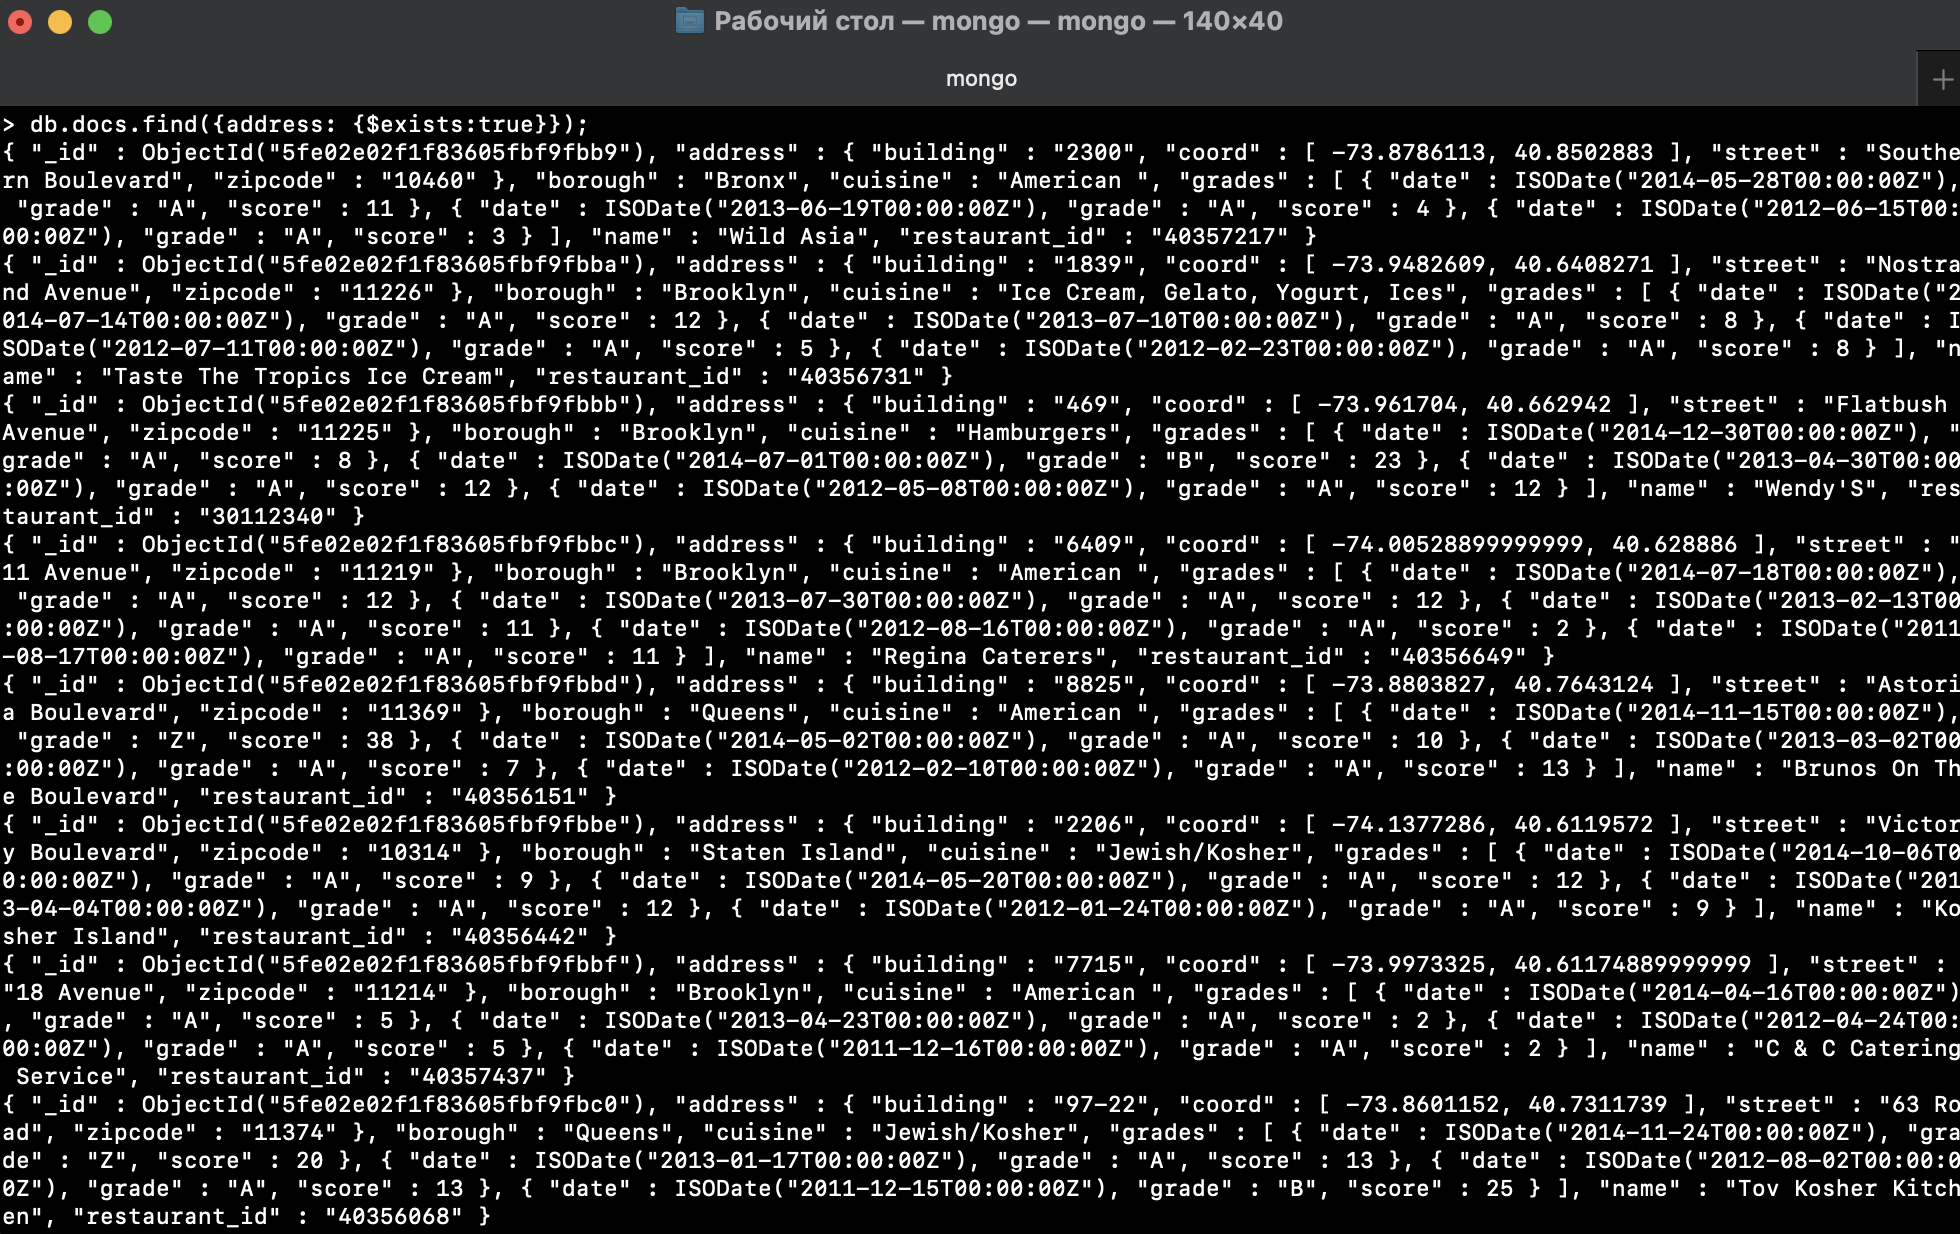 Рабочий стол — mongo — mongo — 140×40
mongo
> db.docs.find({address: {$exists:true}});
{ "_id" : ObjectId("5fe02e02f1f83605fbf9fbb9"), "address" : { "building" : "2300", "coord" : [ -73.8786113, 40.8502883 ], "street" : "Southe
rn Boulevard", "zipcode" : "10460" }, "borough" : "Bronx", "cuisine" : "American ", "grades" : [ { "date" : ISODate("2014-05-28T00:00:00Z"),
 "grade" : "A", "score" : 11 }, { "date" : ISODate("2013-06-19T00:00:00Z"), "grade" : "A", "score" : 4 }, { "date" : ISODate("2012-06-15T00:
00:00Z"), "grade" : "A", "score" : 3 } ], "name" : "Wild Asia", "restaurant_id" : "40357217" }
{ "_id" : ObjectId("5fe02e02f1f83605fbf9fbba"), "address" : { "building" : "1839", "coord" : [ -73.9482609, 40.6408271 ], "street" : "Nostra
nd Avenue", "zipcode" : "11226" }, "borough" : "Brooklyn", "cuisine" : "Ice Cream, Gelato, Yogurt, Ices", "grades" : [ { "date" : ISODate("2
014-07-14T00:00:00Z"), "grade" : "A", "score" : 12 }, { "date" : ISODate("2013-07-10T00:00:00Z"), "grade" : "A", "score" : 8 }, { "date" : I
SODate("2012-07-11T00:00:00Z"), "grade" : "A", "score" : 5 }, { "date" : ISODate("2012-02-23T00:00:00Z"), "grade" : "A", "score" : 8 } ], "n
ame" : "Taste The Tropics Ice Cream", "restaurant_id" : "40356731" }
{ "_id" : ObjectId("5fe02e02f1f83605fbf9fbbb"), "address" : { "building" : "469", "coord" : [ -73.961704, 40.662942 ], "street" : "Flatbush
Avenue", "zipcode" : "11225" }, "borough" : "Brooklyn", "cuisine" : "Hamburgers", "grades" : [ { "date" : ISODate("2014-12-30T00:00:00Z"), "
grade" : "A", "score" : 8 }, { "date" : ISODate("2014-07-01T00:00:00Z"), "grade" : "B", "score" : 23 }, { "date" : ISODate("2013-04-30T00:00
:00Z"), "grade" : "A", "score" : 12 }, { "date" : ISODate("2012-05-08T00:00:00Z"), "grade" : "A", "score" : 12 } ], "name" : "Wendy'S", "res
taurant_id" : "30112340" }
{ "_id" : ObjectId("5fe02e02f1f83605fbf9fbbc"), "address" : { "building" : "6409", "coord" : [ -74.00528899999999, 40.628886 ], "street" : "
11 Avenue", "zipcode" : "11219" }, "borough" : "Brooklyn", "cuisine" : "American ", "grades" : [ { "date" : ISODate("2014-07-18T00:00:00Z"),
 "grade" : "A", "score" : 12 }, { "date" : ISODate("2013-07-30T00:00:00Z"), "grade" : "A", "score" : 12 }, { "date" : ISODate("2013-02-13T00
:00:00Z"), "grade" : "A", "score" : 11 }, { "date" : ISODate("2012-08-16T00:00:00Z"), "grade" : "A", "score" : 2 }, { "date" : ISODate("2011
-08-17T00:00:00Z"), "grade" : "A", "score" : 11 } ], "name" : "Regina Caterers", "restaurant_id" : "40356649" }
{ "_id" : ObjectId("5fe02e02f1f83605fbf9fbbd"), "address" : { "building" : "8825", "coord" : [ -73.8803827, 40.7643124 ], "street" : "Astori
a Boulevard", "zipcode" : "11369" }, "borough" : "Queens", "cuisine" : "American ", "grades" : [ { "date" : ISODate("2014-11-15T00:00:00Z"),
 "grade" : "Z", "score" : 38 }, { "date" : ISODate("2014-05-02T00:00:00Z"), "grade" : "A", "score" : 10 }, { "date" : ISODate("2013-03-02T00
:00:00Z"), "grade" : "A", "score" : 7 }, { "date" : ISODate("2012-02-10T00:00:00Z"), "grade" : "A", "score" : 13 } ], "name" : "Brunos On Th
e Boulevard", "restaurant_id" : "40356151" }
{ "_id" : ObjectId("5fe02e02f1f83605fbf9fbbe"), "address" : { "building" : "2206", "coord" : [ -74.1377286, 40.6119572 ], "street" : "Victor
y Boulevard", "zipcode" : "10314" }, "borough" : "Staten Island", "cuisine" : "Jewish/Kosher", "grades" : [ { "date" : ISODate("2014-10-06T0
0:00:00Z"), "grade" : "A", "score" : 9 }, { "date" : ISODate("2014-05-20T00:00:00Z"), "grade" : "A", "score" : 12 }, { "date" : ISODate("201
3-04-04T00:00:00Z"), "grade" : "A", "score" : 12 }, { "date" : ISODate("2012-01-24T00:00:00Z"), "grade" : "A", "score" : 9 } ], "name" : "Ko
sher Island", "restaurant_id" : "40356442" }
{ "_id" : ObjectId("5fe02e02f1f83605fbf9fbbf"), "address" : { "building" : "7715", "coord" : [ -73.9973325, 40.61174889999999 ], "street" :
"18 Avenue", "zipcode" : "11214" }, "borough" : "Brooklyn", "cuisine" : "American ", "grades" : [ { "date" : ISODate("2014-04-16T00:00:00Z")
, "grade" : "A", "score" : 5 }, { "date" : ISODate("2013-04-23T00:00:00Z"), "grade" : "A", "score" : 2 }, { "date" : ISODate("2012-04-24T00:
00:00Z"), "grade" : "A", "score" : 5 }, { "date" : ISODate("2011-12-16T00:00:00Z"), "grade" : "A", "score" : 2 } ], "name" : "C & C Catering
 Service", "restaurant_id" : "40357437" }
{ "_id" : ObjectId("5fe02e02f1f83605fbf9fbc0"), "address" : { "building" : "97-22", "coord" : [ -73.8601152, 40.7311739 ], "street" : "63 Ro
ad", "zipcode" : "11374" }, "borough" : "Queens", "cuisine" : "Jewish/Kosher", "grades" : [ { "date" : ISODate("2014-11-24T00:00:00Z"), "gra
de" : "Z", "score" : 20 }, { "date" : ISODate("2013-01-17T00:00:00Z"), "grade" : "A", "score" : 13 }, { "date" : ISODate("2012-08-02T00:00:0
0Z"), "grade" : "A", "score" : 13 }, { "date" : ISODate("2011-12-15T00:00:00Z"), "grade" : "B", "score" : 25 } ], "name" : "Tov Kosher Kitch
en", "restaurant_id" : "40356068" }